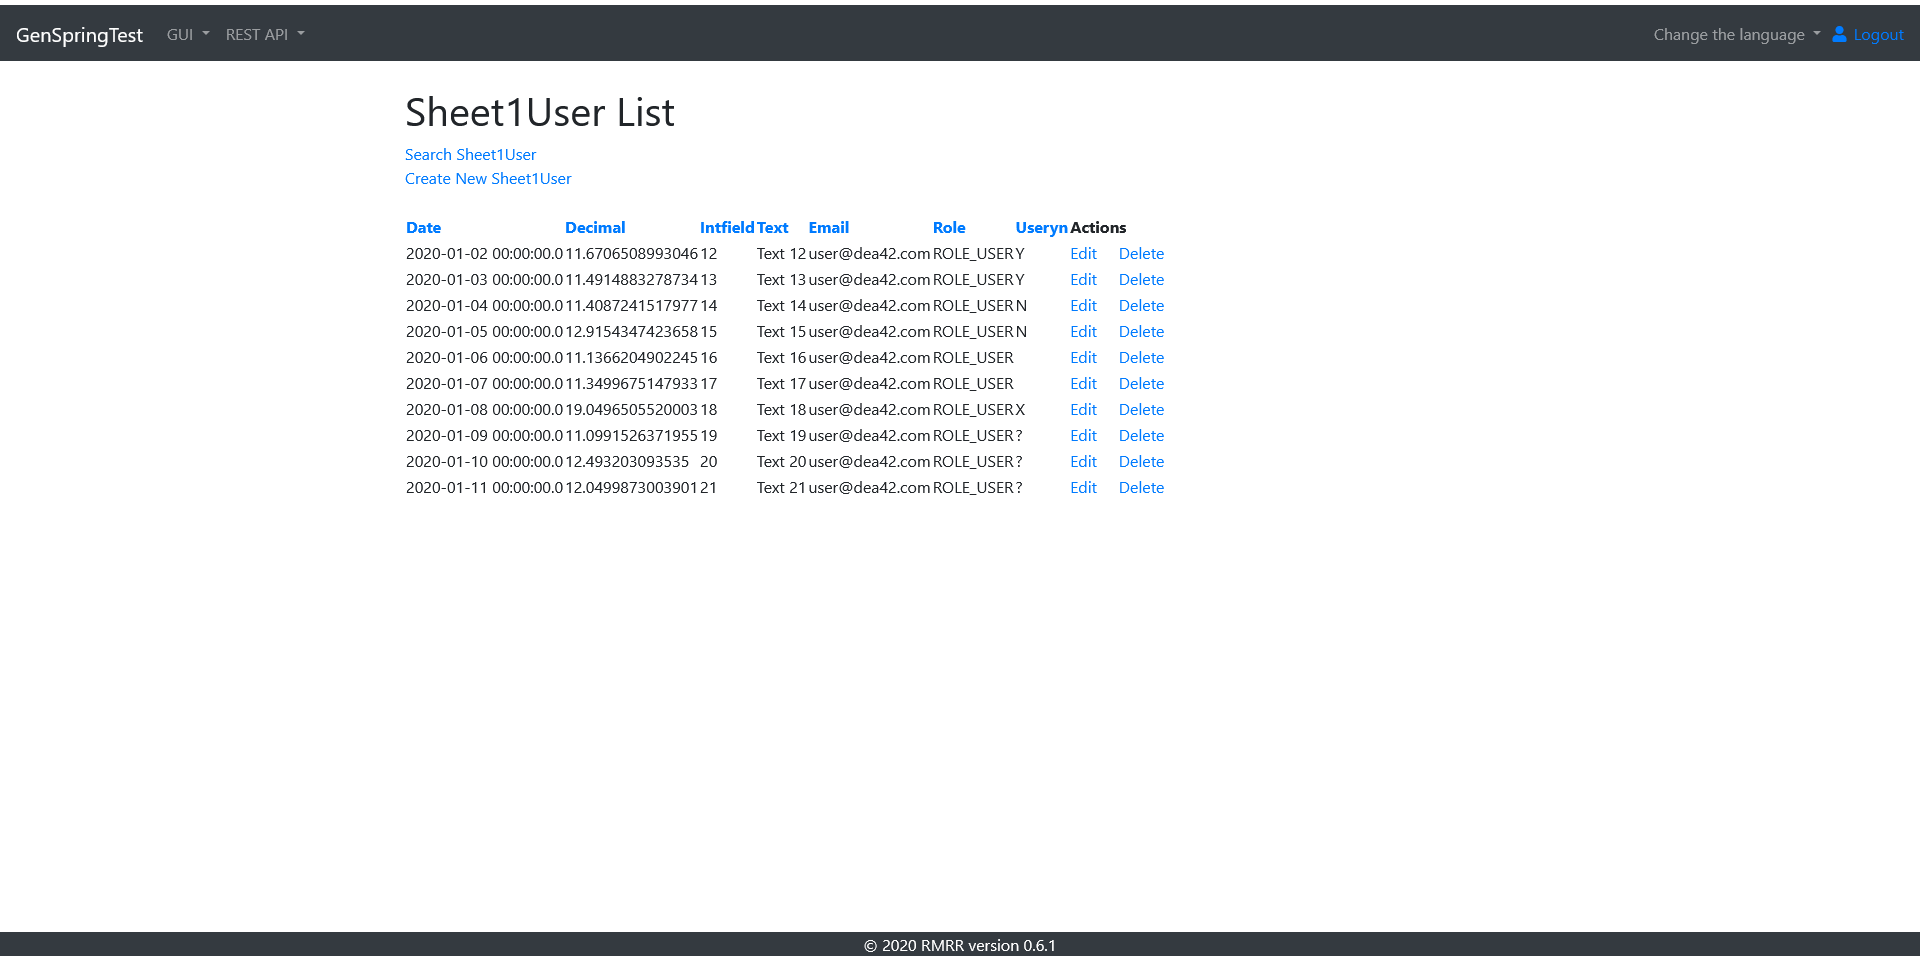 GenSpringTest GUI REST API Change the language Logout
Sheet1User List
Search Sheet1User
Create New Sheet1User
Date Decimal Intfield Text Email Role Useryn Actions
2020-01-02 00:00:00.0 11.6706508993046 12 Text 12 user@dea42.com ROLE_USER Y Edit Delete
2020-01-03 00:00:00.0 11.4914883278734 13 Text 13 user@dea42.com ROLE_USER Y Edit Delete
2020-01-04 00:00:00.0 11.4087241517977 14 Text 14 user@dea42.com ROLE_USER N Edit Delete
2020-01-05 00:00:00.0 12.9154347423658 15 Text 15 user@dea42.com ROLE_USER N Edit Delete
2020-01-06 00:00:00.0 11.1366204902245 16 Text 16 user@dea42.com ROLE_USER Edit Delete
2020-01-07 00:00:00.0 11.3499675147933 17 Text 17 user@dea42.com ROLE_USER Edit Delete
2020-01-08 00:00:00.0 19.0496505520003 18 Text 18 user@dea42.com ROLE_USER X Edit Delete
2020-01-09 00:00:00.0 11.0991526371955 19 Text 19 user@dea42.com ROLE_USER ? Edit Delete
2020-01-10 00:00:00.0 12.493203093535 20 Text 20 user@dea42.com ROLE_USER ? Edit Delete
2020-01-11 00:00:00.0 12.0499873003901 21 Text 21 user@dea42.com ROLE_USER ? Edit Delete
© 2020 RMRR version 0.6.1